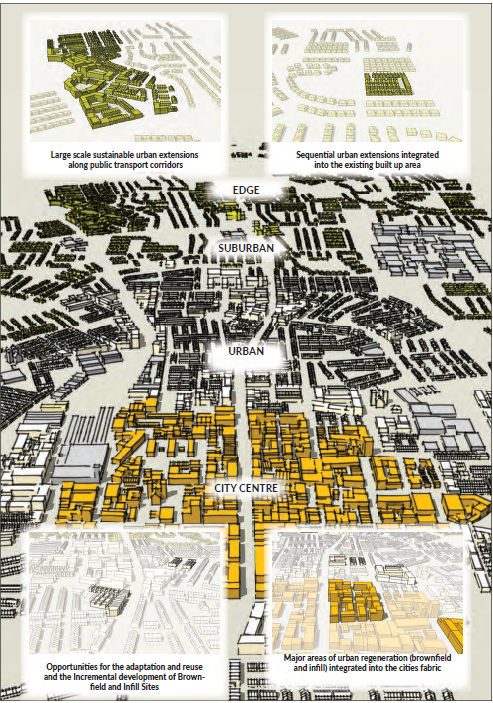 Large scale sustainable urban extensions
along public transport corridors
Sequential urban extensions integrated
into the existing built up area
EDGE
SUBURBAN
URBAN
CITY CENTRE
Opportunities for the adaptation and reuse
and the Incremental development of Brown-
field and Infill Sites
Major areas of urban regeneration (brownfield
and infill) integrated into the cities fabric